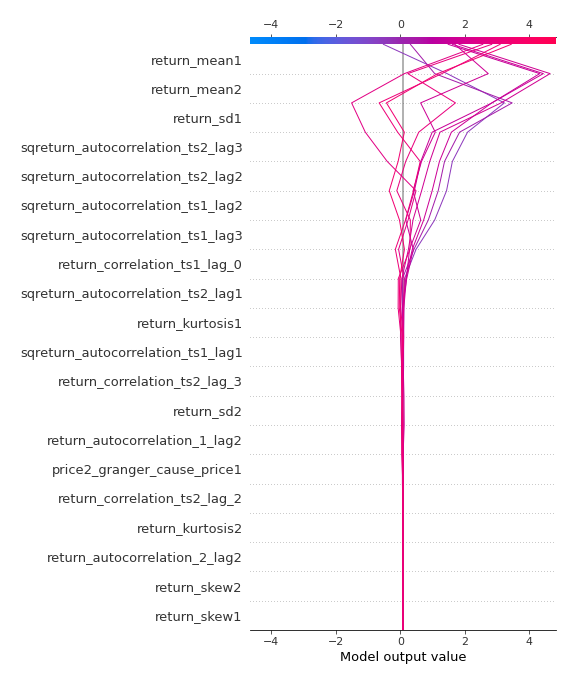 −4 −2 0 2 4
return_mean1
return_mean2
return_sd1
sqreturn_autocorrelation_ts2_lag3
sqreturn_autocorrelation_ts2_lag2
sqreturn_autocorrelation_ts1_lag2
sqreturn_autocorrelation_ts1_lag3
return_correlation_ts1_lag_0
sqreturn_autocorrelation_ts2_lag1
return_kurtosis1
sqreturn_autocorrelation_ts1_lag1
return_correlation_ts2_lag_3
return_sd2
return_autocorrelation_1_lag2
price2_granger_cause_price1
return_correlation_ts2_lag_2
return_kurtosis2
return_autocorrelation_2_lag2
return_skew2
return_skew1
−4 −2 0 2 4
Model output value